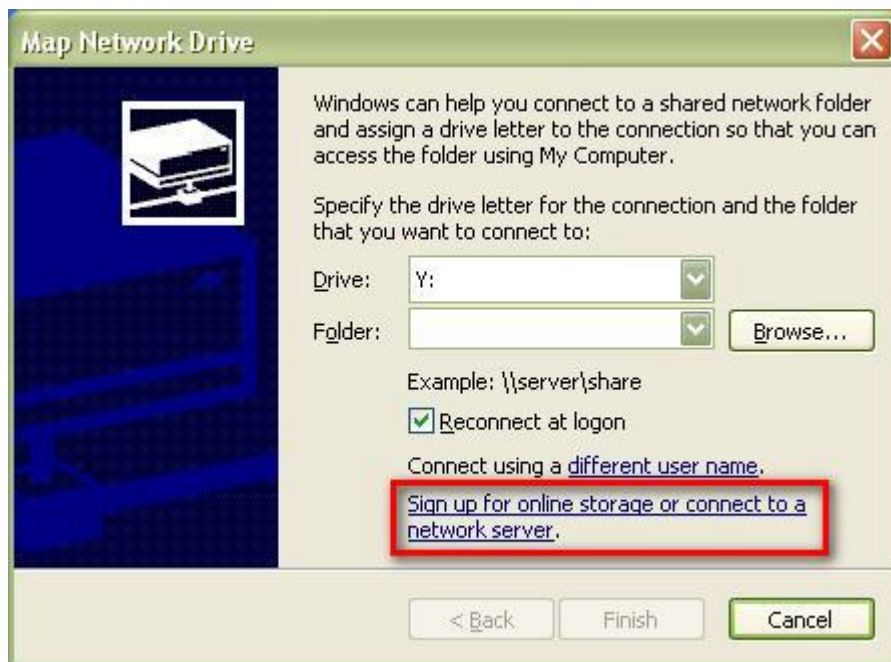 Map Network Drive
Windows can help you connect to a shared network folder
and assign a drive letter to the connection so that you can
access the folder using My Computer.
Specify the drive letter for the connection and the folder
that you want to connect to:
Drive: Y:
Folder: Browse...
Example: \\server\share
Reconnect at logon
Connect using a different user name.
Sign up for online storage or connect to a
network server.
< Back Finish Cancel